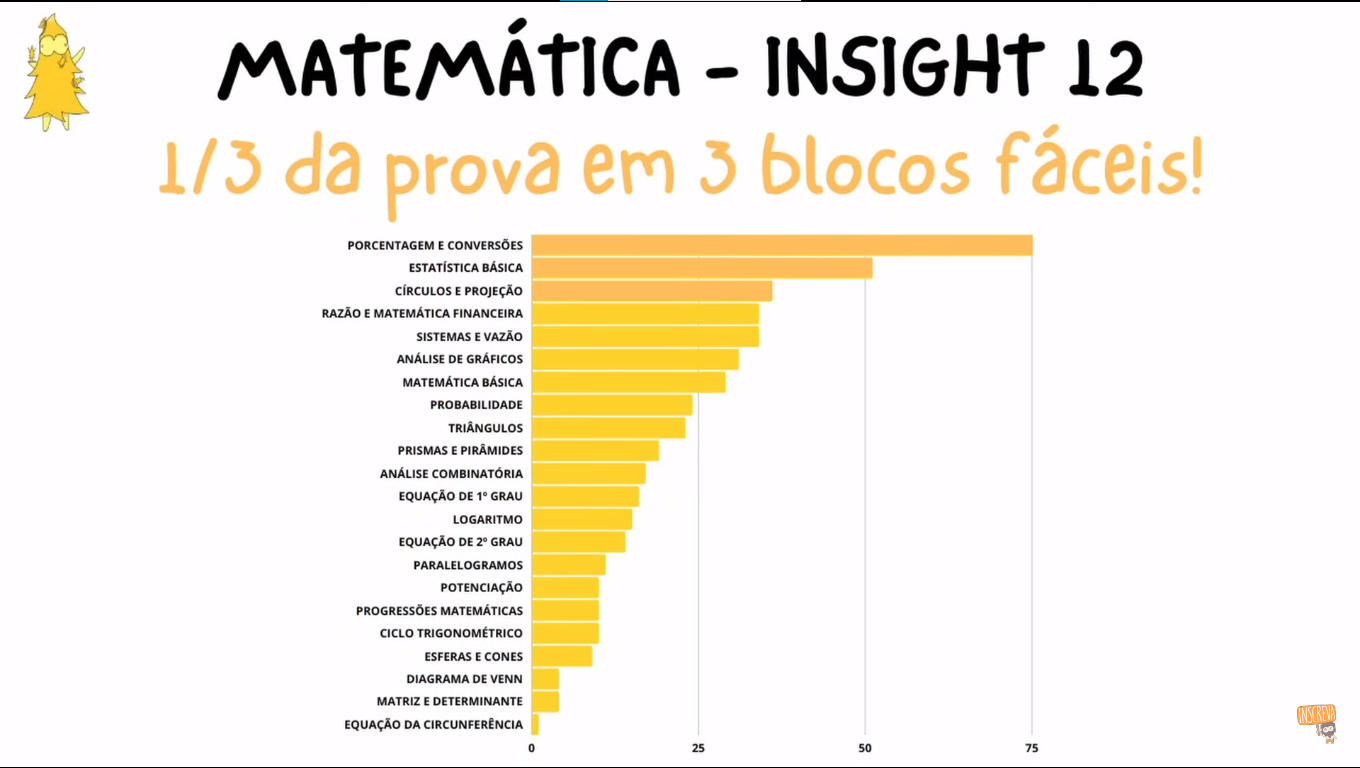 MATEMÁTICA - INSIGHT 12
1/3 da prova em 3 blocos fáceis!
PORCENTAGEM E CONVERSÕES
ESTATÍSTICA BÁSICA
CÍRCULOS E PROJEÇÃO
RAZÃO E MATEMÁTICA FINANCEIRA
SISTEMAS E VAZÃO
ANÁLISE DE GRÁFICOS
MATEMÁTICA BÁSICA
PROBABILIDADE
TRIÂNGULOS
PRISMAS E PIRÂMIDES
ANÁLISE COMBINATÓRIA
EQUAÇÃO DE 1º GRAU
LOGARITMO
EQUAÇÃO DE 2º GRAU
PARALELOGRAMOS
POTENCIAÇÃO
PROGRESSÕES MATEMÁTICAS
CICLO TRIGONOMÉTRICO
ESFERAS E CONES
DIAGRAMA DE VENN
MATRIZ E DETERMINANTE
EQUAÇÃO DA CIRCUNFERÊNCIA
0 25 50 75
INSCREVA